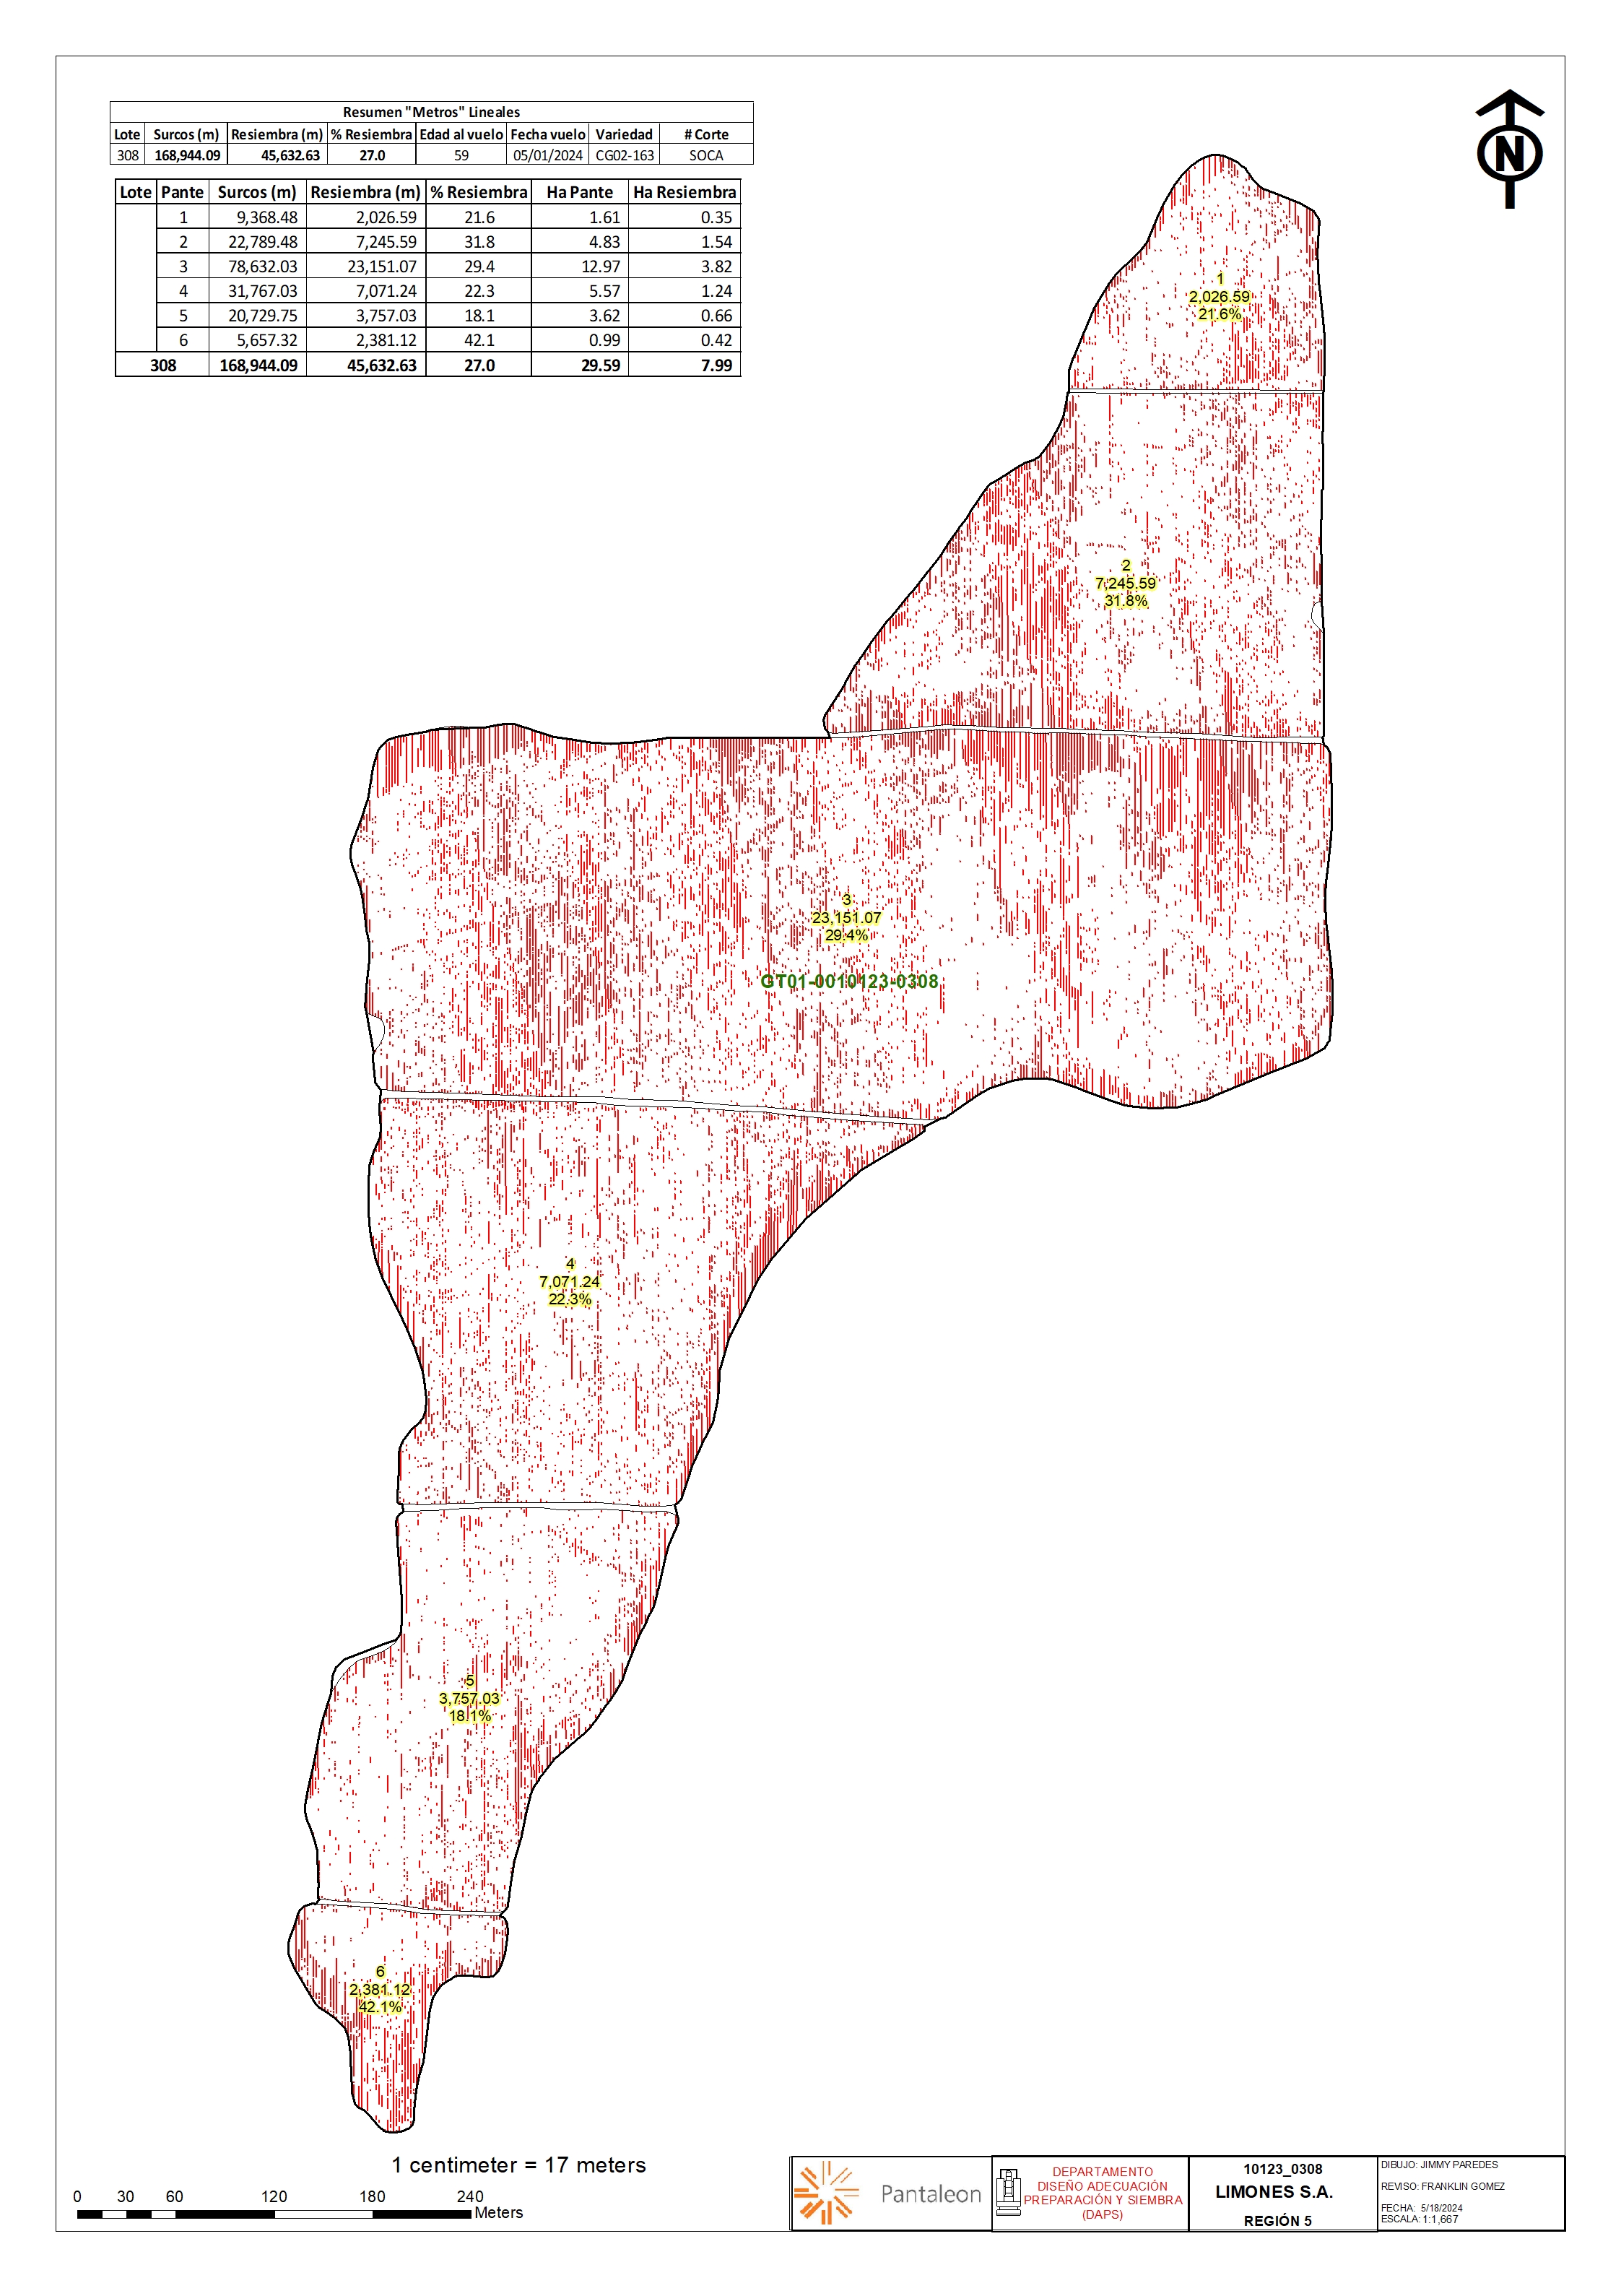 Resumen "Metros" Lineales
Lote Surcos (m) Resiembra (m) % Resiembra Edad al vuelo Fecha vuelo Variedad # Corte
308 168,944.09 45,632.63 27.0 59 05/01/2024 CG02-163 SOCA
Lote Pante Surcos (m) Resiembra (m) % Resiembra Ha Pante Ha Resiembra
1 9,368.48 2,026.59 21.6 1.61 0.35
2 22,789.48 7,245.59 31.8 4.83 1.54
3 78,632.03 23,151.07 29.4 12.97 3.82
4 31,767.03 7,071.24 22.3 5.57 1.24
5 20,729.75 3,757.03 18.1 3.62 0.66
6 5,657.32 2,381.12 42.1 0.99 0.42
308 168,944.09 45,632.63 27.0 29.59 7.99
N
1
2,026.59
21.6%
2
7,245.59
31.8%
3
23,151.07
29.4%
GT01-0010123-0308
4
7,071.24
22.3%
5
3,757.03
18.1%
6
2,381.12
42.1%
1 centimeter = 17 meters
0 30 60 120 180 240
Meters
Pantaleon
DEPARTAMENTO
DISEÑO ADECUACIÓN
PREPARACIÓN Y SIEMBRA
(DAPS)
10123_0308
LIMONES S.A.
REGIÓN 5
DIBUJO: JIMMY PAREDES
REVISO: FRANKLIN GOMEZ
FECHA: 5/18/2024
ESCALA: 1:1,667